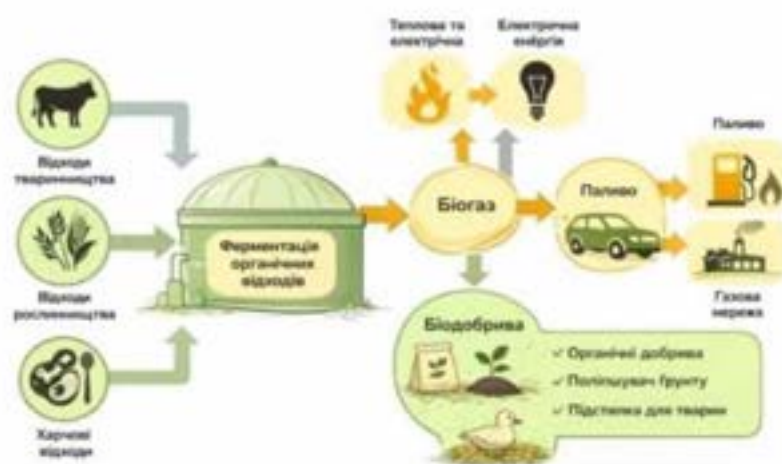 Теплова та
електрична
Електрична
енергія
Відходи
тваринництва
Ферментація
органічних
відходів
Біогаз
Паливо
Паливо
Газова
мережа
Відходи
рослинництва
Харчові
відходи
Біодобрива
✓ Органічні добрива
✓ Поліпшувач ґрунту
✓ Підстилка для тварин